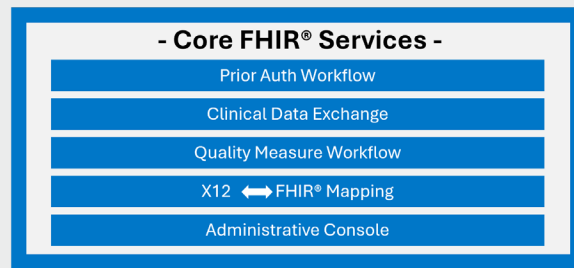 - Core FHIR® Services -
Prior Auth Workflow
Clinical Data Exchange
Quality Measure Workflow
X12 ⟷ FHIR® Mapping
Administrative Console